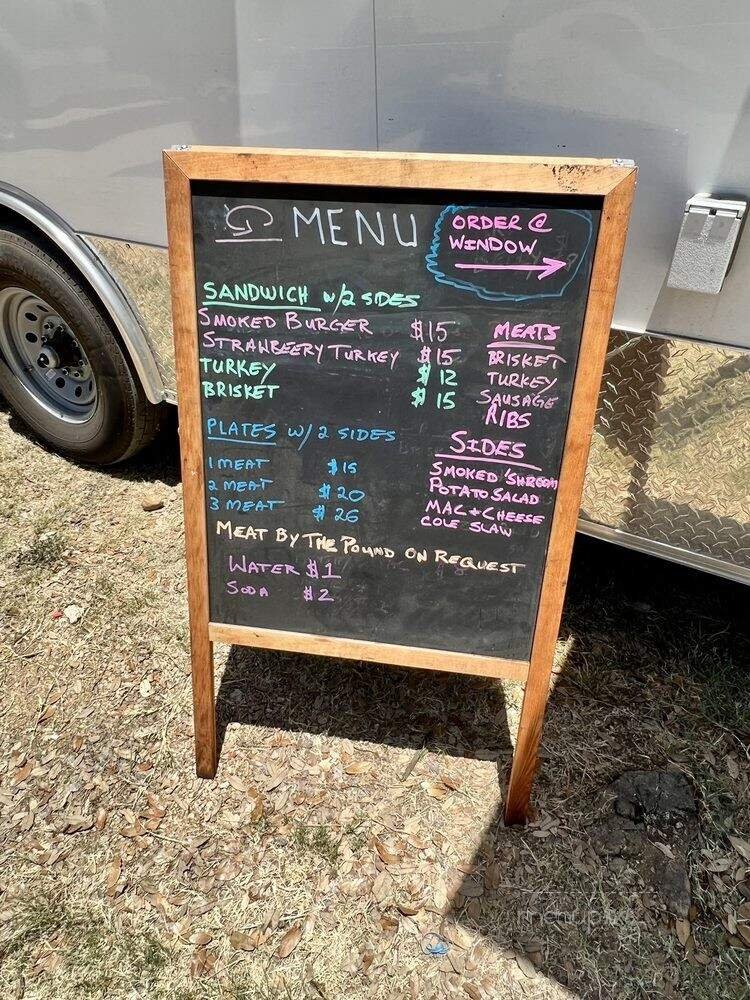 MENU
ORDER @
WINDOW
SANDWICH W/2 SIDES
SMOKED BURGER $15
STRAWBEERY TURKEY $15
TURKEY $12
BRISKET $15
MEATS
BRISKET
TURKEY
SAUSAGE
RIBS
PLATES W/ 2 SIDES
1 MEAT $15
2 MEAT $20
3 MEAT $26
SIDES
SMOKED 'SHROOM
POTATO SALAD
MAC + CHEESE
COLE SLAW
MEAT BY THE POUND ON REQUEST
WATER $1
SODA $2